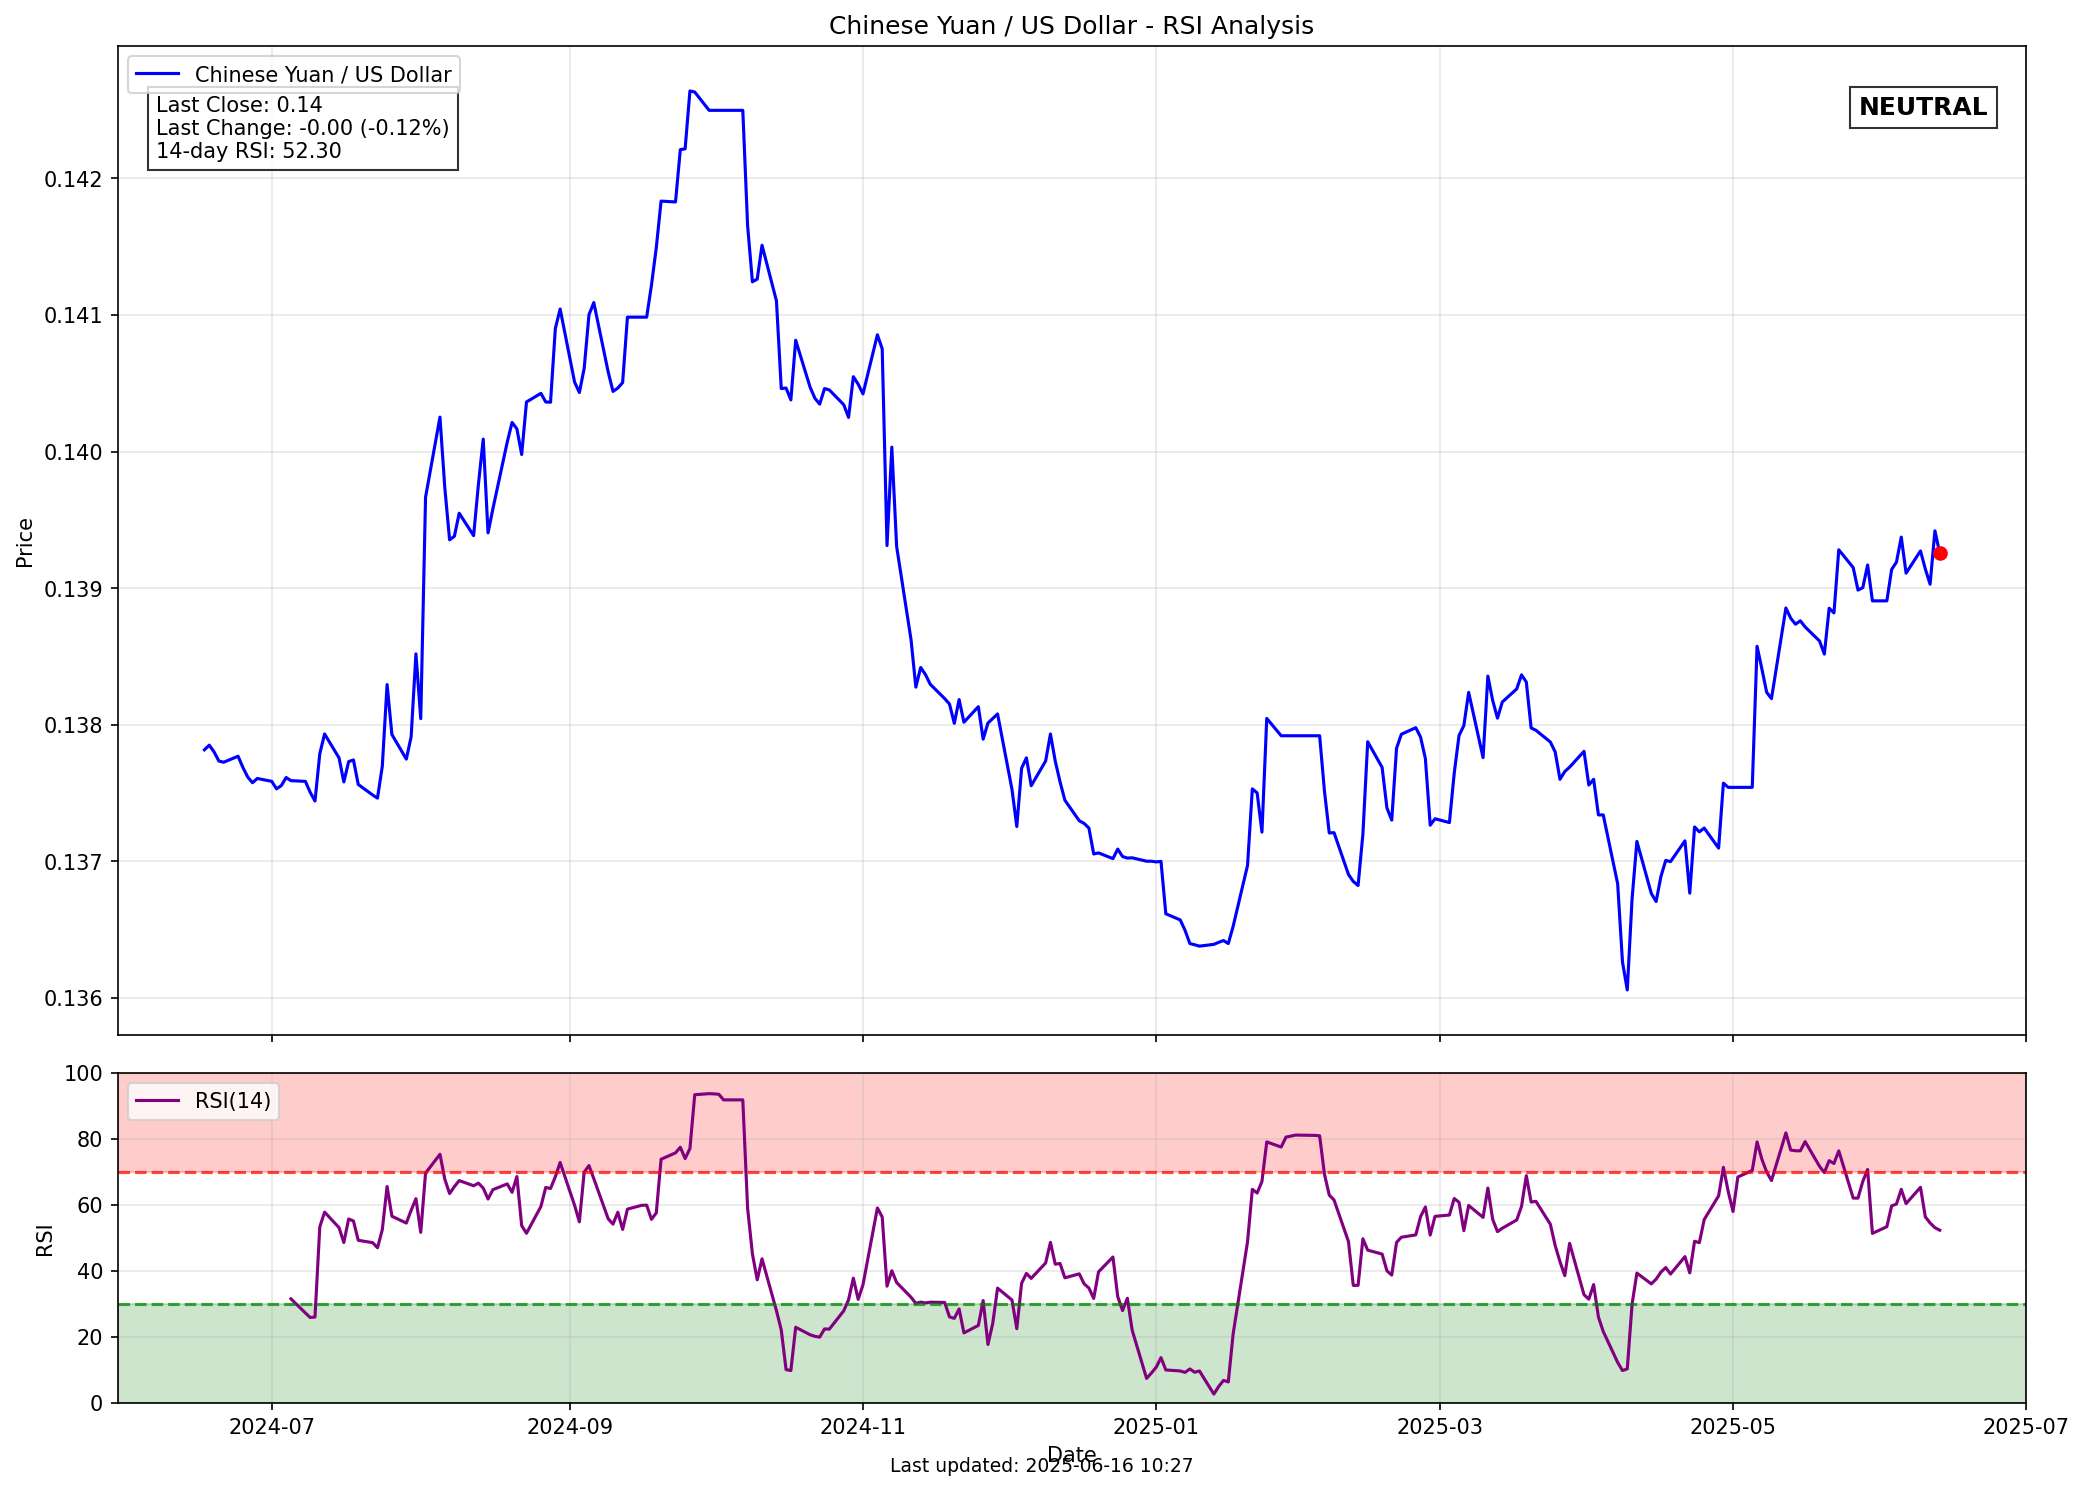 Chinese Yuan / US Dollar - RSI Analysis
Chinese Yuan / US Dollar
Last Close: 0.14
Last Change: -0.00 (-0.12%)
14-day RSI: 52.30
NEUTRAL
0.142
0.141
0.140
0.139
0.138
0.137
0.136
Price
RSI(14)
100
80
60
40
20
0
RSI
2024-07
2024-09
2024-11
2025-01
2025-03
2025-05
2025-07
Date
Last updated: 2025-06-16 10:27